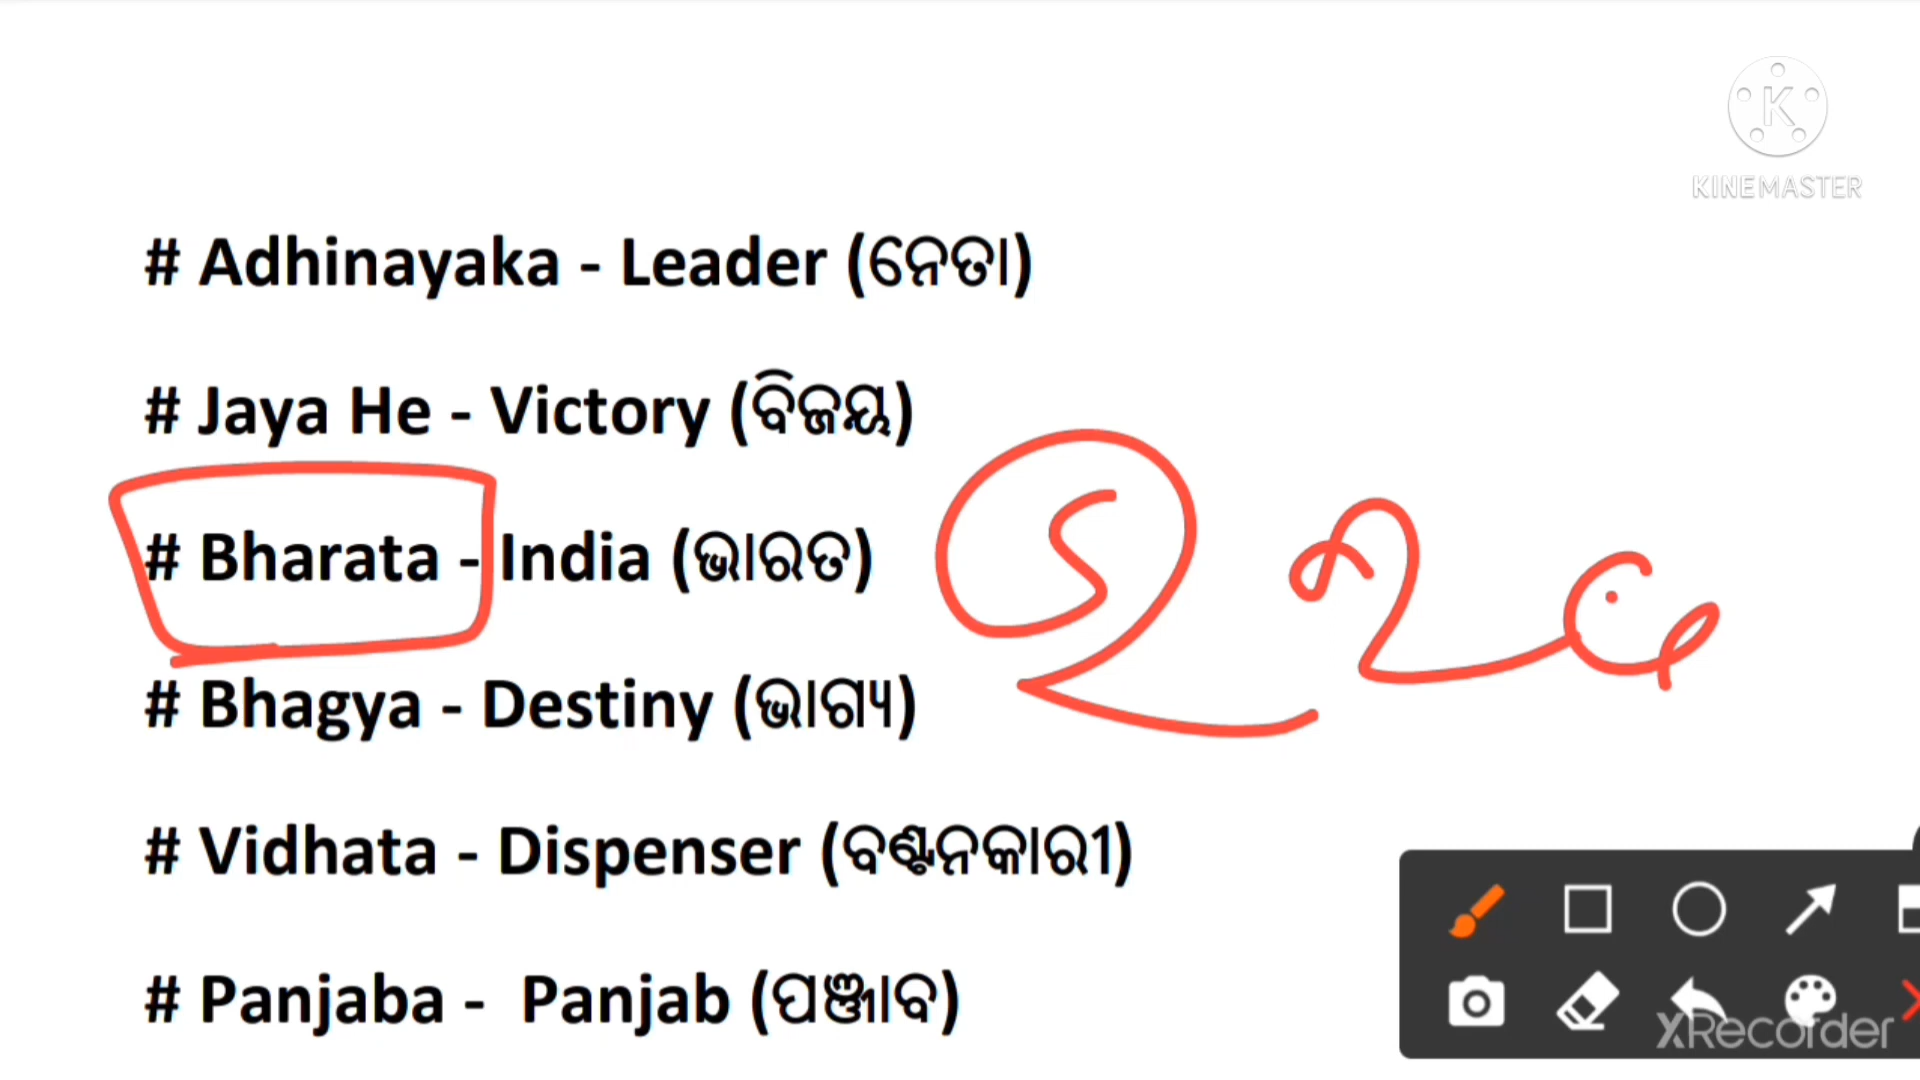 KINEMASTER
# Adhinayaka - Leader (ନେତା)
# Jaya He - Victory (ବିଜୟ)
# Bharata - India (ଭାରତ)
# Bhagya - Destiny (ଭାଗ୍ୟ)
# Vidhata - Dispenser (ବଣ୍ଟନକାରୀ)
# Panjaba - Panjab (ପଞ୍ଜାବ)
XRecorder